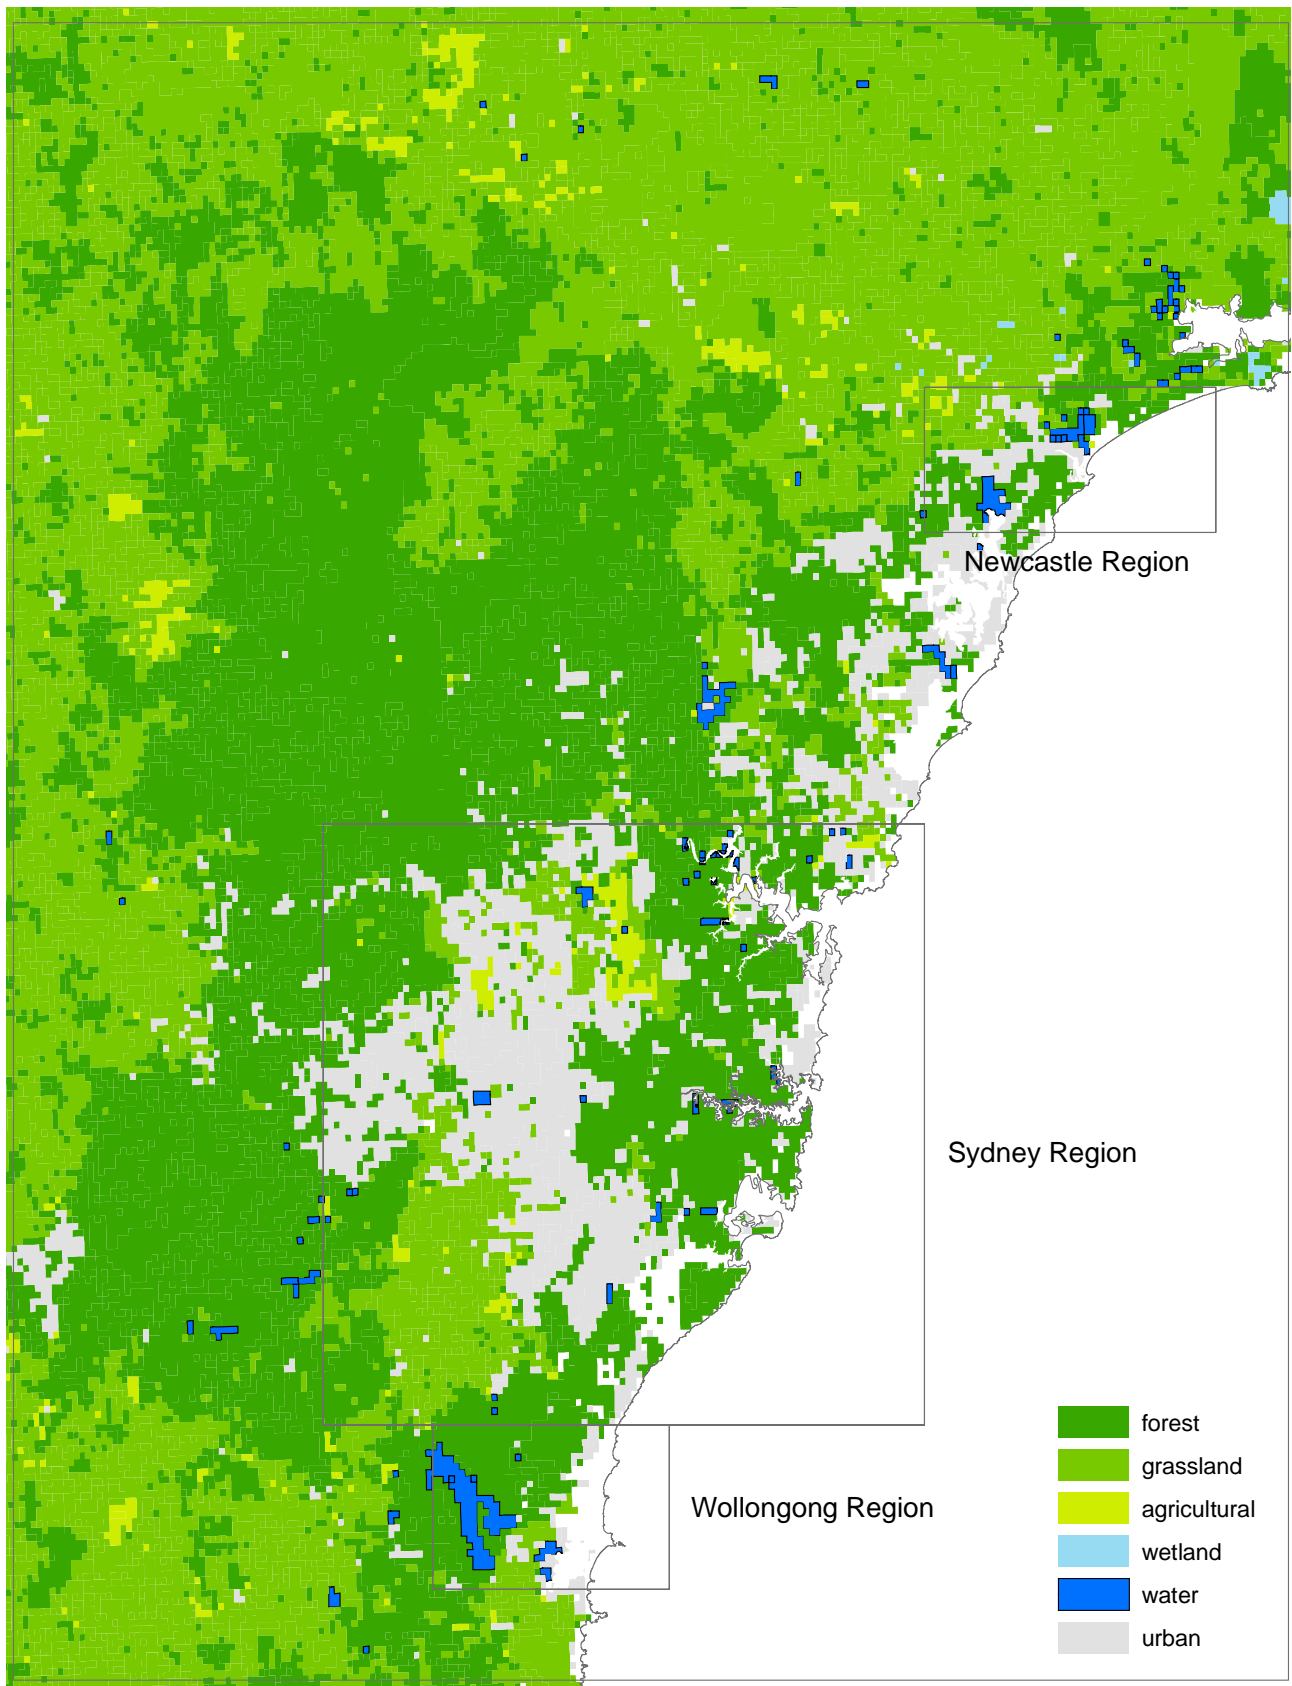 Newcastle Region
Sydney Region
Wollongong Region
forest
grassland
agricultural
wetland
water
urban